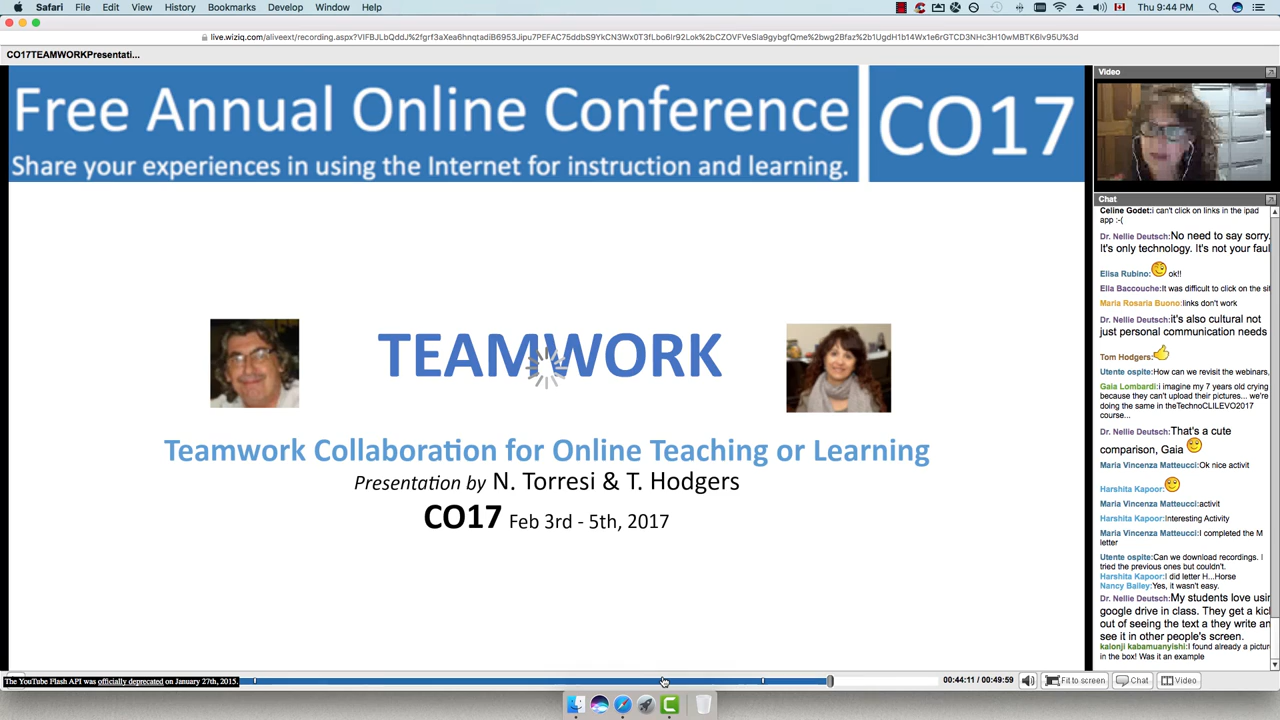 Safari File Edit View History Bookmarks Develop Window Help Thu 9:44 PM
CO17TEAMWORKPresentati...
Free Annual Online Conference
Share your experiences in using the Internet for instruction and learning.
CO17
TEAMWORK
Teamwork Collaboration for Online Teaching or Learning
Presentation by N. Torresi & T. Hodgers
CO17 Feb 3rd - 5th, 2017
Video
Chat
Celine Godet:i can't click on links in the ipad
app :-(
Dr. Nellie Deutsch:No need to say sorry.
It's only technology. It's not your faul
Elisa Rubino: ok!!
Elia Baccouche:It was difficult to click on the sit
Maria Rosaria Buono:links don't work
Dr. Nellie Deutsch:it's also cultural not
just personal communication needs
Tom Hodgers:
Utente ospite:How can we revisit the webinars,
Gaia Lombardi:i imagine my 7 years old crying
because they can't upload their pictures... we're
doing the same in theTechnoCLILEVO2017
course...
Dr. Nellie Deutsch:That's a cute
comparison, Gaia
Maria Vincenza Matteucci:Ok nice activit
Harshita Kapoor:
Maria Vincenza Matteucci:activit
Harshita Kapoor:Interesting Activity
Maria Vincenza Matteucci:I completed the M
letter
Utente ospite:Can we download recordings. I
tried the previous ones but couldn't.
Harshita Kapoor:I did letter H...Horse
Nancy Bailey:Yes, it wasn't easy.
Dr. Nellie Deutsch:My students love usin
google drive in class. They get a kick
out of seeing the text a they write an
see it in other people's screen.
kalonji kabamuanyishi:I found already a pictur
in the box! Was it an example
The YouTube Flash API was officially deprecated on January 27th, 2015.
00:44:11 / 00:49:59 Fit to screen Chat Video